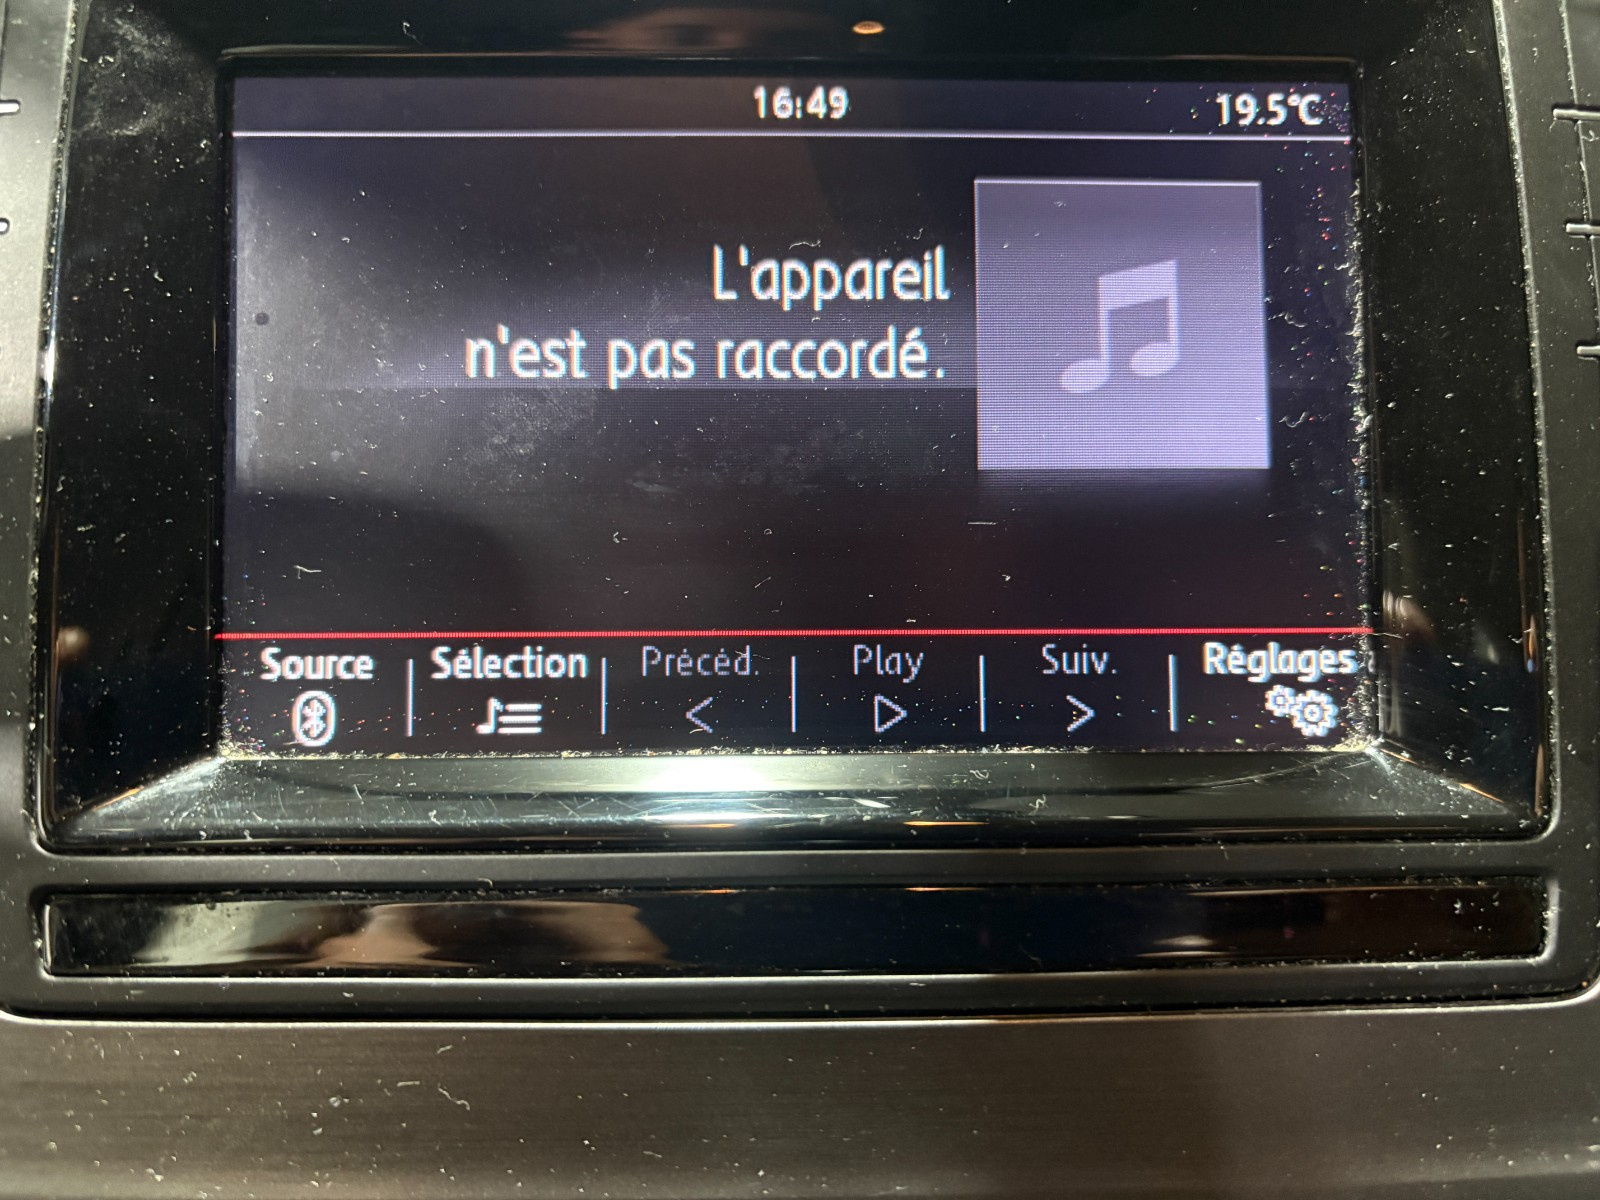 16:49
19.5°C
L'appareil
n'est pas raccordé.
Source
Sélection
Précéd.
Play
Suiv.
Réglages